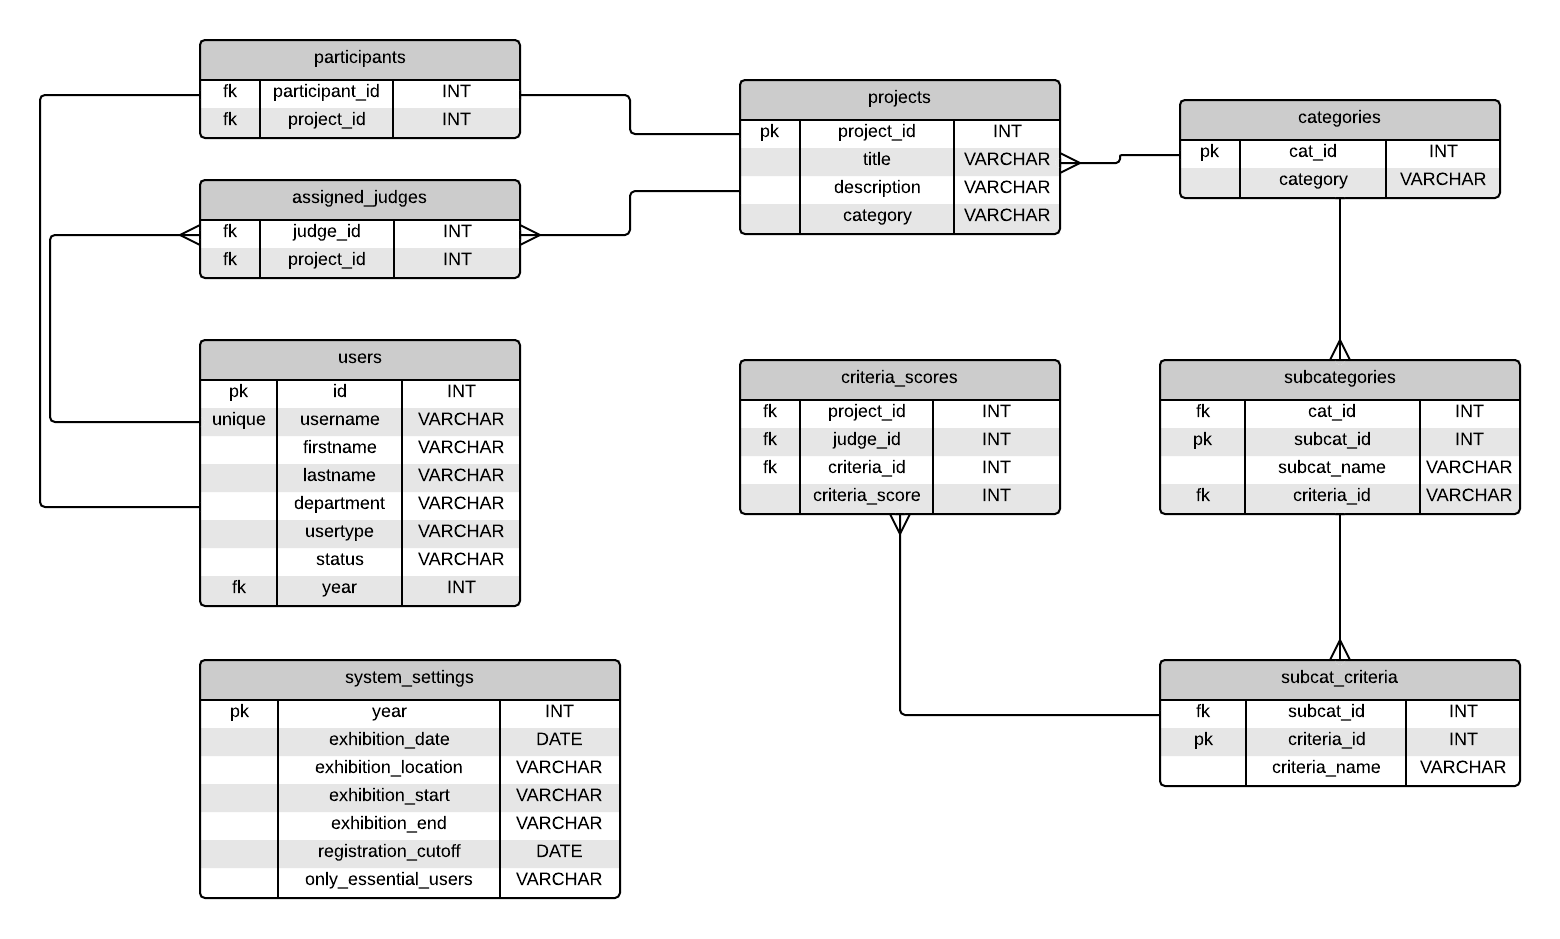 participants
fk participant_id INT
fk project_id INT
assigned_judges
fk judge_id INT
fk project_id INT
users
pk id INT
unique username VARCHAR
firstname VARCHAR
lastname VARCHAR
department VARCHAR
usertype VARCHAR
status VARCHAR
fk year INT
system_settings
pk year INT
exhibition_date DATE
exhibition_location VARCHAR
exhibition_start VARCHAR
exhibition_end VARCHAR
registration_cutoff DATE
only_essential_users VARCHAR
projects
pk project_id INT
title VARCHAR
description VARCHAR
category VARCHAR
criteria_scores
fk project_id INT
fk judge_id INT
fk criteria_id INT
criteria_score INT
categories
pk cat_id INT
category VARCHAR
subcategories
fk cat_id INT
pk subcat_id INT
subcat_name VARCHAR
fk criteria_id VARCHAR
subcat_criteria
fk subcat_id INT
pk criteria_id INT
criteria_name VARCHAR